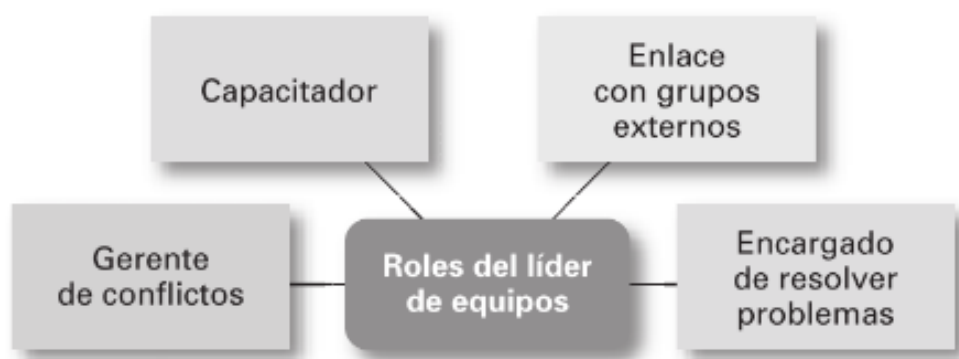 Capacitador
Enlace
con grupos
externos
Gerente
de conflictos
Roles del líder
de equipos
Encargado
de resolver
problemas